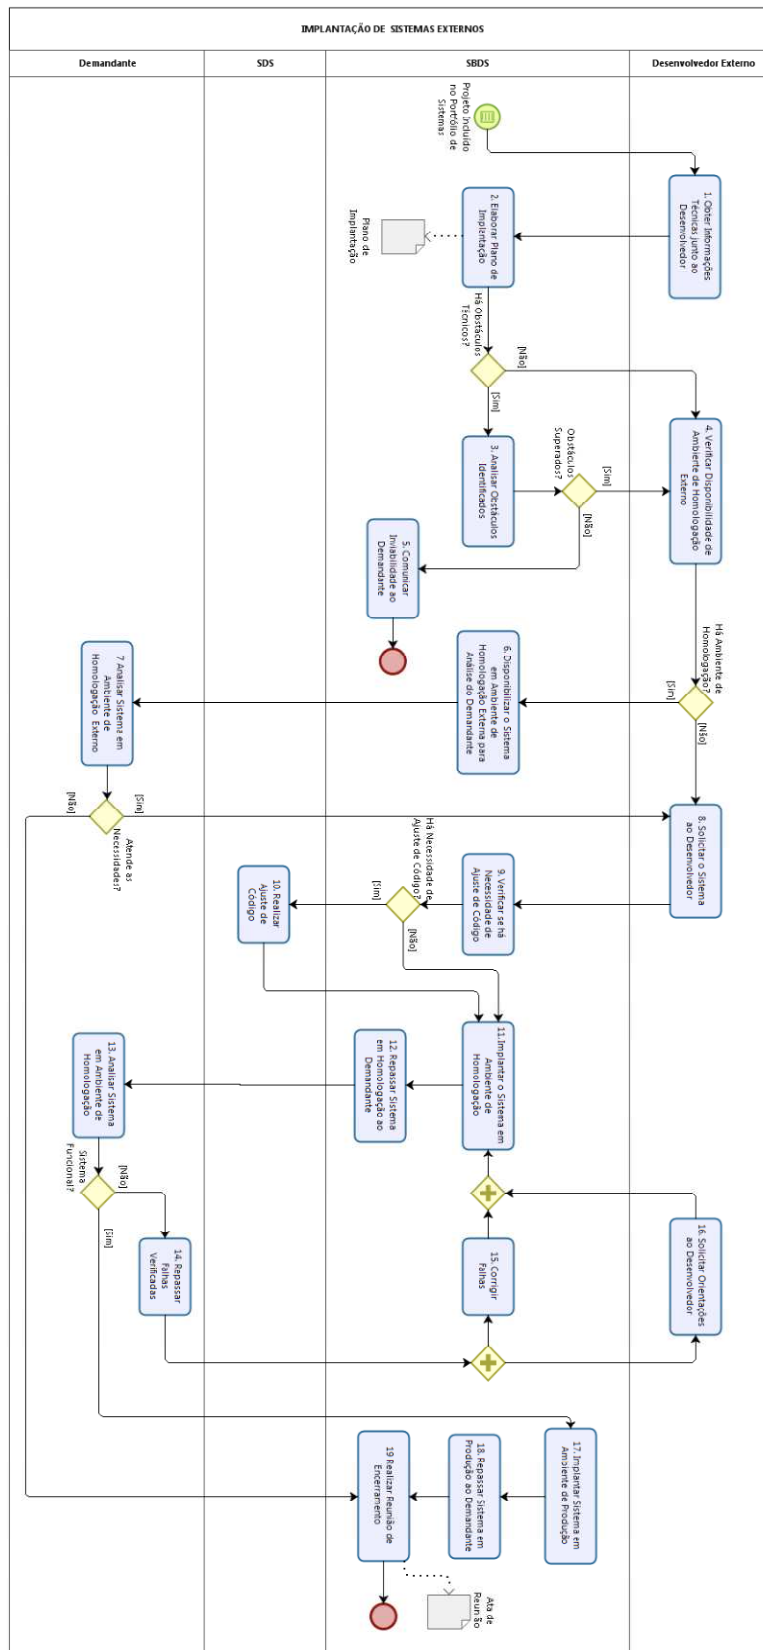 IMPLANTAÇÃO DE SISTEMAS EXTERNOS
Demandante
SDS
SBDS
Desenvolvedor Externo
Projeto Incluído
no Portfólio de
Sistemas
1. Obter Informações
Técnicas junto ao
Desenvolvedor
2. Elaborar Plano de
Implantação
Plano de
Implantação
Há Obstáculos
Técnicos?
[Não]
[Sim]
3. Analisar Obstáculos
Identificados
Obstáculos
Superados?
[Sim]
[Não]
4. Verificar Disponibilidade de
Ambiente de Homologação
Externo
5. Comunicar
Inviabilidade ao
Demandante
Há Ambiente de
Homologação?
[Sim]
[Não]
6. Disponibilizar o Sistema
em Ambiente de
Homologação Externa para
Análise do Demandante
7 Analisar Sistema em
Ambiente de
Homologação Externo
Atende as
Necessidades?
[Sim]
[Não]
8. Solicitar o Sistema
ao Desenvolvedor
9. Verificar se há
Necessidade de
Ajuste de Código
Há Necessidade de
Ajuste de Código?
[Sim]
[Não]
10. Realizar
Ajuste de
Código
11. Implantar o Sistema em
Ambiente de
Homologação
12. Repassar Sistema
em Homologação ao
Demandante
13. Analisar Sistema
em Ambiente de
Homologação
Sistema
Funcional?
[Não]
[Sim]
14. Repassar
Falhas
Verificadas
15. Corrigir
Falhas
16. Solicitar Orientações
ao Desenvolvedor
17. Implantar Sistema em
Ambiente de Produção
18. Repassar Sistema em
Produção ao Demandante
19 Realizar Reunião de
Encerramento
Ata de
Reunião